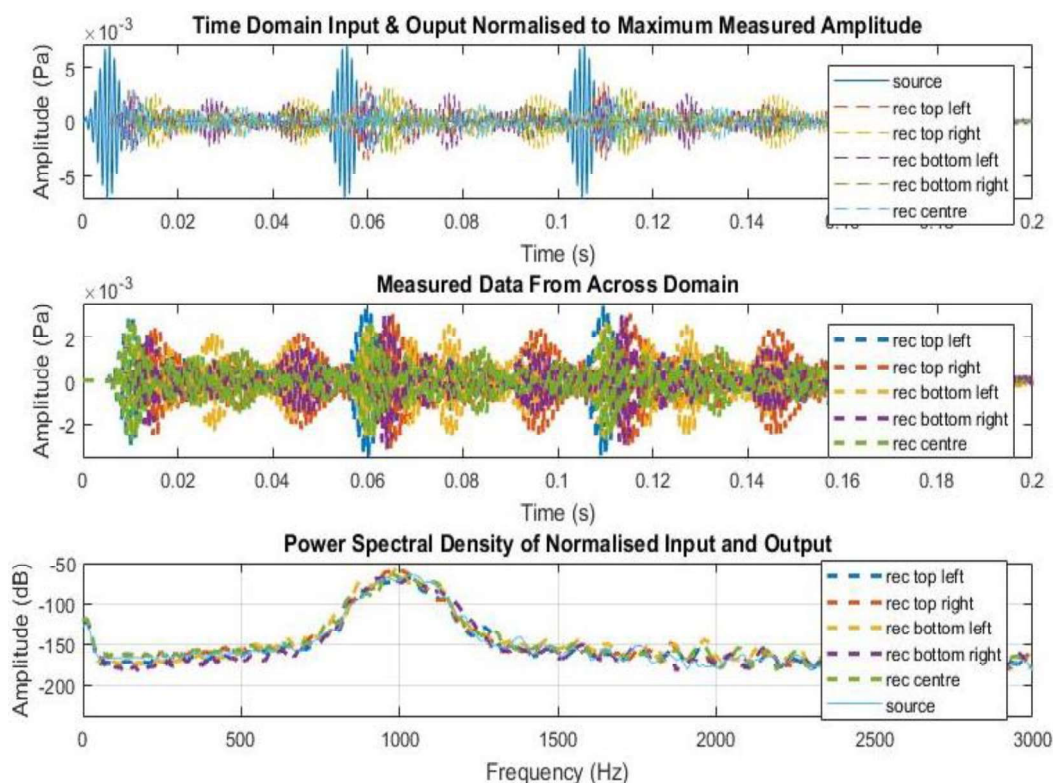 Time Domain Input & Ouput Normalised to Maximum Measured Amplitude
×10⁻³
Amplitude (Pa)
5
0
-5
source
rec top left
rec top right
rec bottom left
rec bottom right
rec centre
0 0.02 0.04 0.06 0.08 0.1 0.12 0.14 0.16 0.18 0.2
Time (s)
Measured Data From Across Domain
×10⁻³
Amplitude (Pa)
2
0
-2
rec top left
rec top right
rec bottom left
rec bottom right
rec centre
0 0.02 0.04 0.06 0.08 0.1 0.12 0.14 0.16 0.18 0.2
Time (s)
Power Spectral Density of Normalised Input and Output
Amplitude (dB)
-50
-100
-150
-200
rec top left
rec top right
rec bottom left
rec bottom right
rec centre
source
0 500 1000 1500 2000 2500 3000
Frequency (Hz)